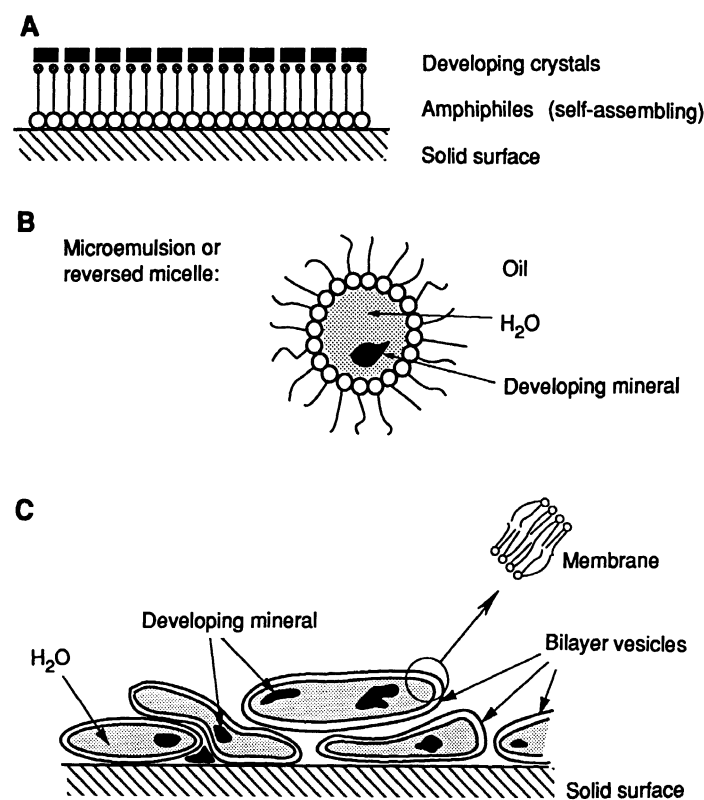 A
Developing crystals
Amphiphiles (self-assembling)
Solid surface
B
Microemulsion or
reversed micelle:
Oil
H₂O
Developing mineral
C
Membrane
Developing mineral
Bilayer vesicles
H₂O
Solid surface